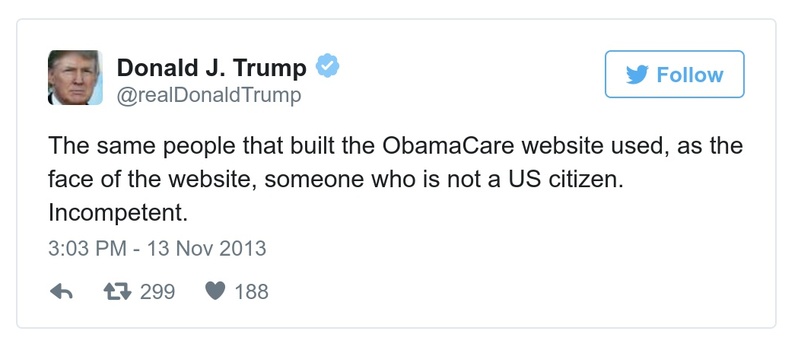 Donald J. Trump
@realDonaldTrump
Follow
The same people that built the ObamaCare website used, as the
face of the website, someone who is not a US citizen.
Incompetent.
3:03 PM - 13 Nov 2013
299 188